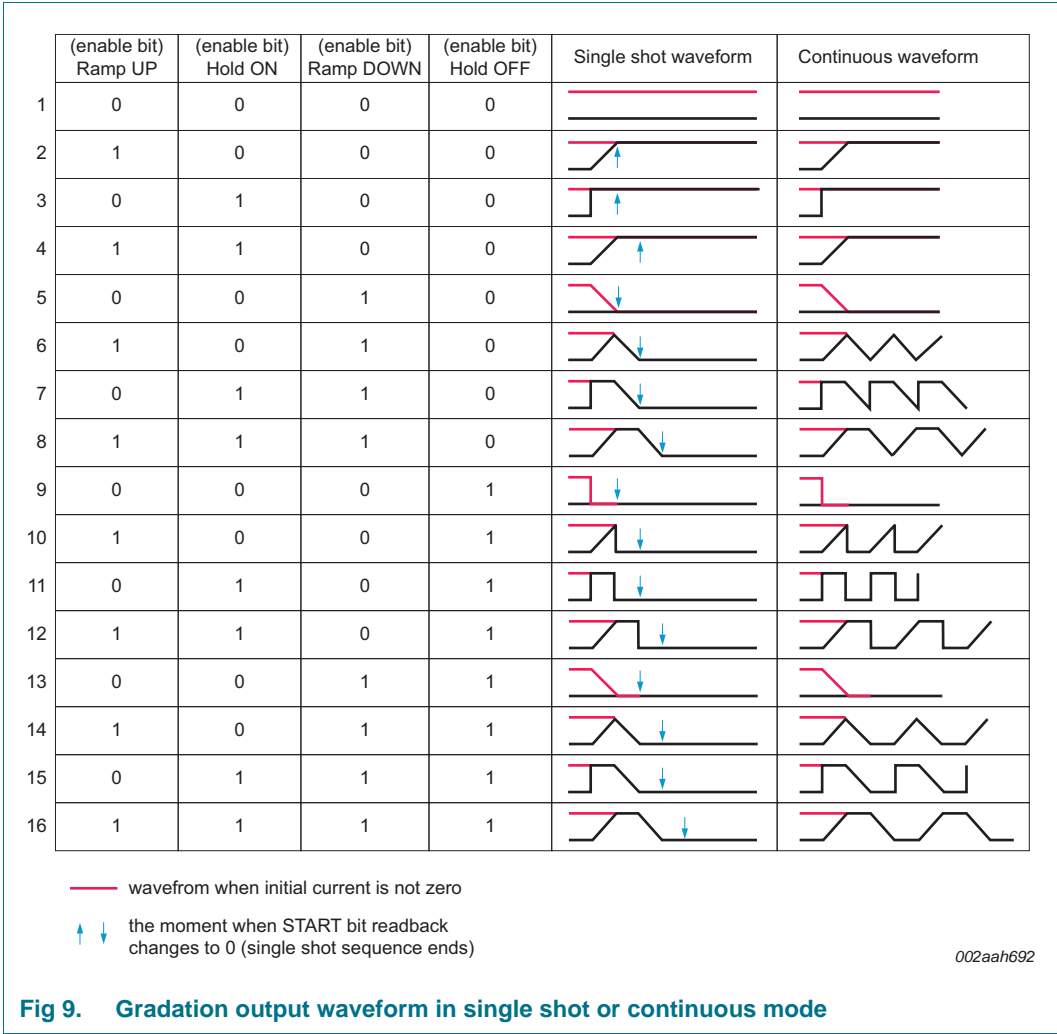 (enable bit) Ramp UP (enable bit) Hold ON (enable bit) Ramp DOWN (enable bit) Hold OFF Single shot waveform Continuous waveform
1 0 0 0 0
2 1 0 0 0
3 0 1 0 0
4 1 1 0 0
5 0 0 1 0
6 1 0 1 0
7 0 1 1 0
8 1 1 1 0
9 0 0 0 1
10 1 0 0 1
11 0 1 0 1
12 1 1 0 1
13 0 0 1 1
14 1 0 1 1
15 0 1 1 1
16 1 1 1 1
wavefrom when initial current is not zero
the moment when START bit readback
changes to 0 (single shot sequence ends)
002aah692
Fig 9. Gradation output waveform in single shot or continuous mode